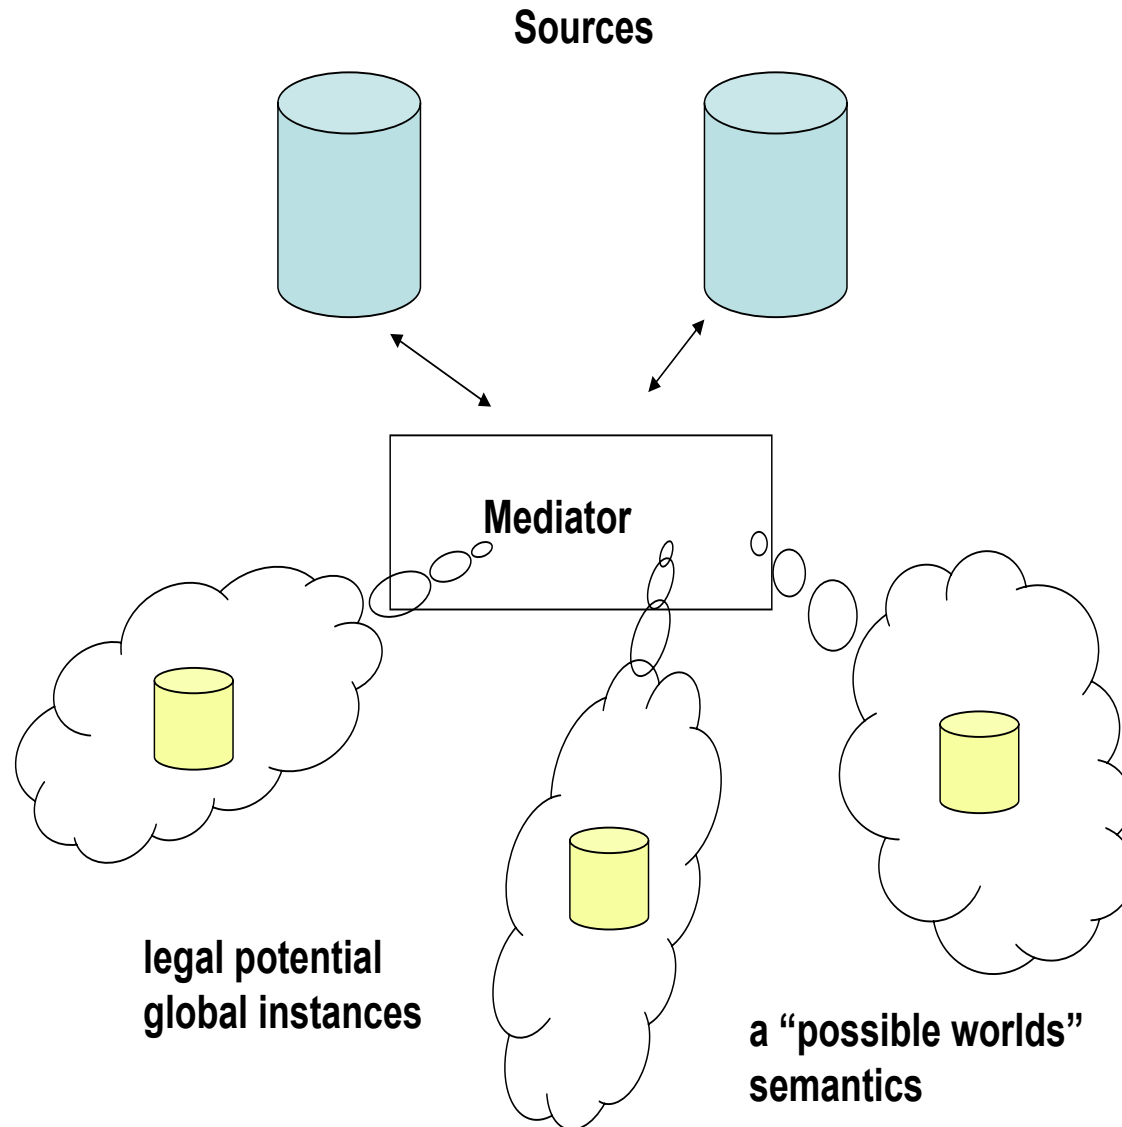 Sources
Mediator
legal potential
global instances
a “possible worlds”
semantics